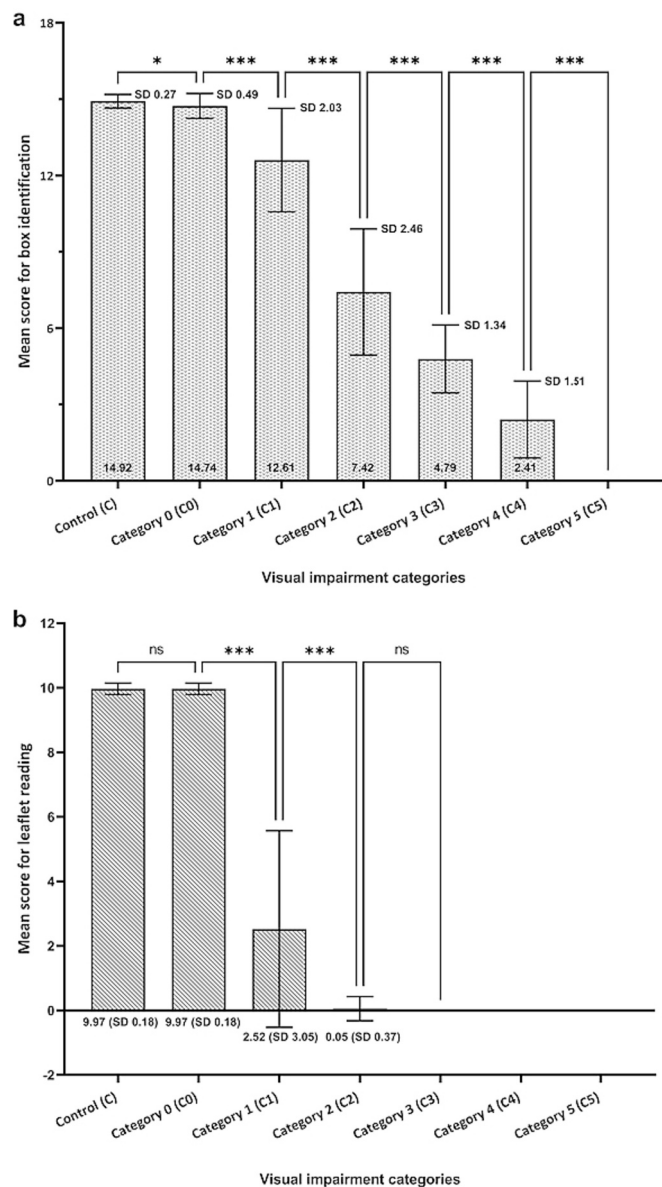 a
18
12
6
0
Mean score for box identification
* *** *** *** *** ***
SD 0.27
SD 0.49
SD 2.03
SD 2.46
SD 1.34
SD 1.51
14.92 14.74 12.61 7.42 4.79 2.41
Control (C)
Category 0 (C0)
Category 1 (C1)
Category 2 (C2)
Category 3 (C3)
Category 4 (C4)
Category 5 (C5)
Visual impairment categories
b
12
10
8
6
4
2
0
-2
Mean score for leaflet reading
ns *** *** ns
9.97 (SD 0.18) 9.97 (SD 0.18)
2.52 (SD 3.05) 0.05 (SD 0.37)
Control (C)
Category 0 (C0)
Category 1 (C1)
Category 2 (C2)
Category 3 (C3)
Category 4 (C4)
Category 5 (C5)
Visual impairment categories